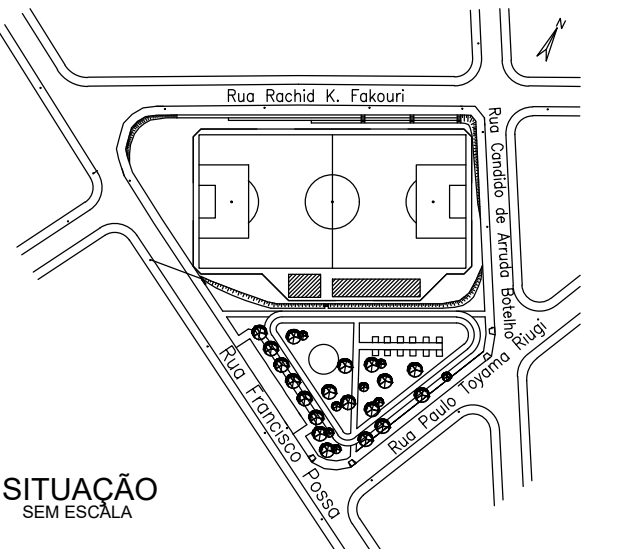 N
Rua Rachid K. Fakouri
Rua Candido de Arruda Botelho
Rua Francisco Possa
Rua Paulo Toyama Riugi
SITUAÇÃO
SEM ESCALA